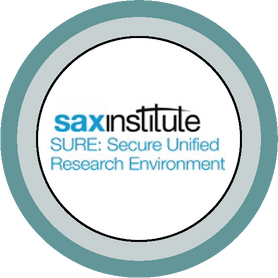 saxinstitute
SURE: Secure Unified
Research Environment